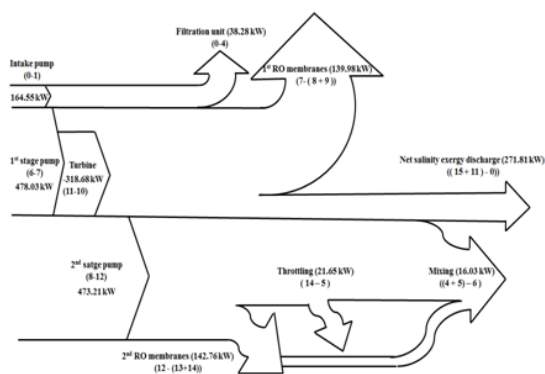 Filtration unit (38.28 kW)
(0-4)
Intake pump
(0-1)
164.55kW
1st RO membranes (139.98 kW)
(7- ( 8 + 9 ))
1st stage pump
(6-7)
478.03 kW
Turbine
-318.68 kW
(11-10)
Net salinity exergy discharge (271.81 kW)
(( 15 + 11 ) - 0))
2nd satge pump
(8-12)
473.21 kW
Throttling (21.65 kW)
( 14 – 5 )
Mixing (16.03 kW)
((4 + 5) – 6 )
2nd RO membranes (142.76 kW)
(12 - (13+14))